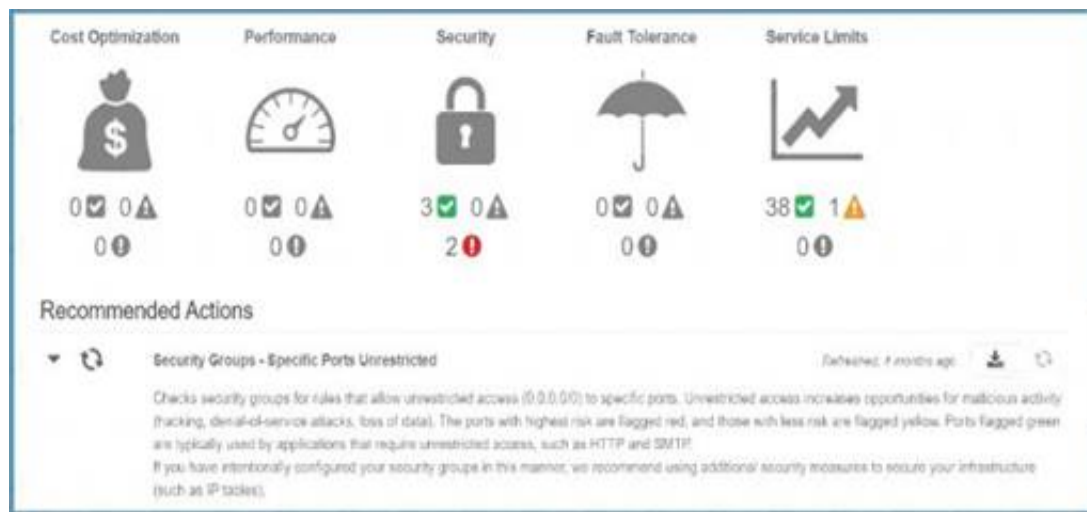 Cost Optimization Performance Security Fault Tolerance Service Limits
$
0 0 0 0 3 0 0 0 38 1
0 0 2 0 0
Recommended Actions
Security Groups - Specific Ports Unrestricted Refreshed: months ago
Checks security groups for rules that allow unrestricted access (0.0.0.0/0) to specific ports. Unrestricted access increases opportunities for malicious activity
(hacking, denial-of-service attacks, loss of data). The ports with highest risk are flagged red, and those with less risk are flagged yellow. Ports flagged green
are typically used by applications that require unrestricted access, such as HTTP and SMTP.
If you have intentionally configured your security groups in this manner, we recommend using additional security measures to secure your infrastructure
(such as IP tables).